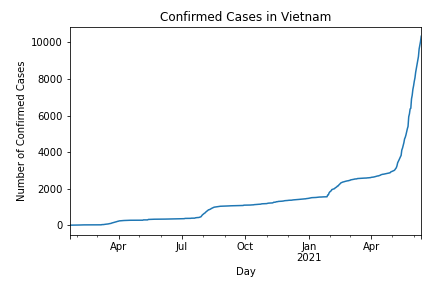 Confirmed Cases in Vietnam
Number of Confirmed Cases
10000
8000
6000
4000
2000
0
Apr
Jul
Oct
Jan
2021
Apr
Day